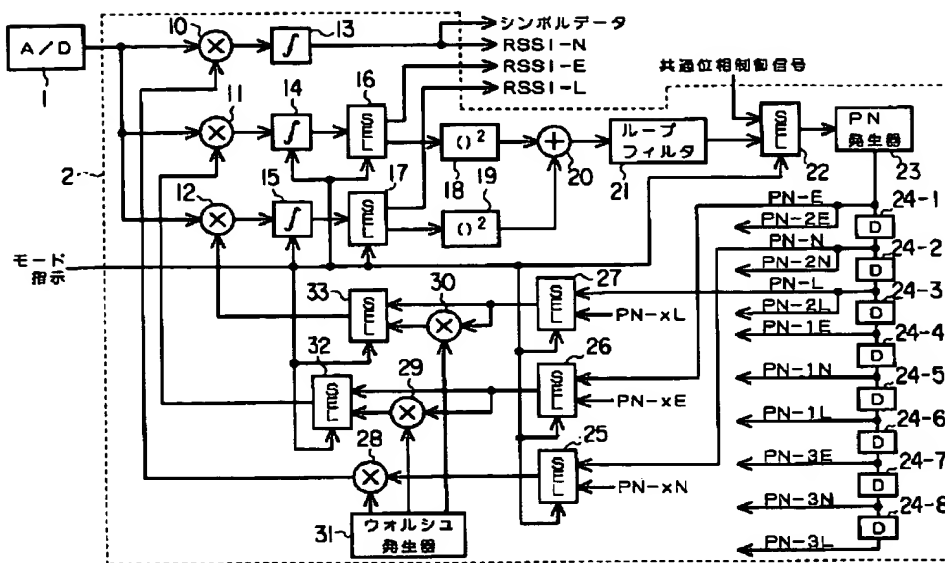 A/D
1
10
13
シンボルデータ
RSSI-N
RSSI-E
RSSI-L
11
14
16
SEL
2
12
15
17
SEL
()²
18
19
()²
20
ループ
フィルタ
21
共通位相制御信号
SEL
22
PN
発生器
23
モード
指示
PN-E
PN-2E
PN-N
PN-2N
PN-L
PN-2L
PN-1E
PN-1N
PN-1L
PN-3E
PN-3N
PN-3L
24-1
D
24-2
D
24-3
D
24-4
D
24-5
D
24-6
D
24-7
D
24-8
D
33
SEL
30
27
SEL
PN-xL
32
SEL
29
26
SEL
PN-xE
28
25
SEL
PN-xN
31
ウォルシュ
発生器